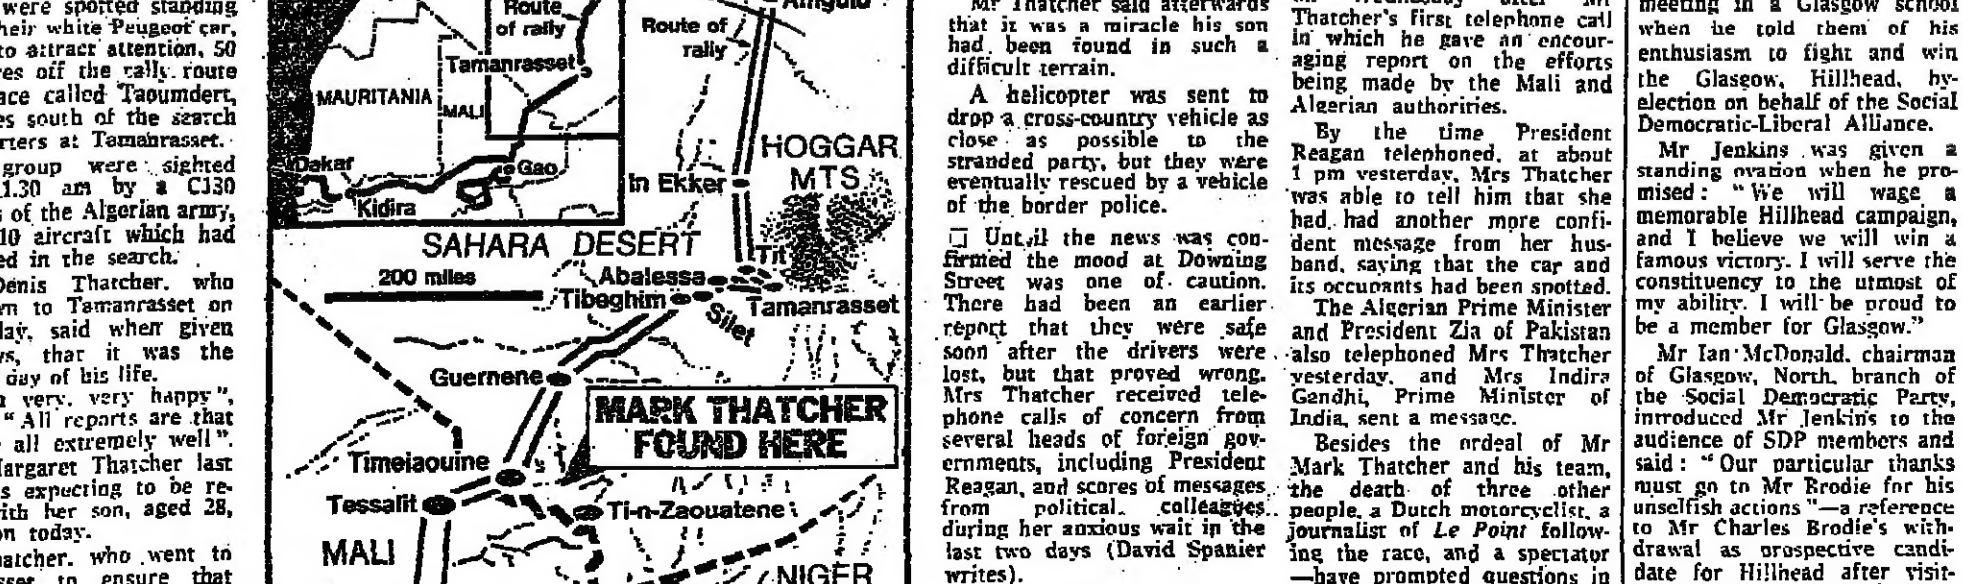 were spotted standing
their white Peugeot car,
to attract attention, 50
off the rally route
called Taoumdert,
south of the search
at Tamanrasset.
group were sighted
1.30 am by a C130
of the Algerian army,
10 aircraft which had
in the search.
Denis Thatcher, who
to Tamanrasset on
said when given
that it was the
day of his life.
very, very happy",
"All reports are that
all extremely well".
Margaret Thatcher last
expecting to be re-
with her son, aged 28,
today.
who went to
to ensure that
Route
of rally
Tamanrasset
MAURITANIA
MALI
Dakar
Gao
Kidira
Route of
rally
HOGGAR
MTS
In Ekker
SAHARA DESERT
200 miles
Tit
Abalessa
Tibeghim
Silet
Tamanrasset
Guernene
MARK THATCHER
FOUND HERE
Timeiaouine
Tessalit
Ti-n-Zaouatene
MALI
NIGER
Mr Thatcher said afterwards
that it was a miracle his son
had been found in such a
difficult terrain.
A helicopter was sent to
drop a cross-country vehicle as
close as possible to the
stranded party, but they were
eventually rescued by a vehicle
of the border police.
□ Until the news was con-
firmed the mood at Downing
Street was one of caution.
There had been an earlier
report that they were safe
soon after the drivers were
lost, but that proved wrong.
Mrs Thatcher received tele-
phone calls of concern from
several heads of foreign gov-
ernments, including President
Reagan, and scores of messages
from political colleagues
during her anxious wait in the
last two days (David Spanier
writes).
Thatcher's first telephone call
in which he gave an encour-
aging report on the efforts
being made by the Mali and
Algerian authorities.
By the time President
Reagan telephoned, at about
1 pm yesterday, Mrs Thatcher
was able to tell him that she
had had another more confi-
dent message from her hus-
band, saying that the car and
its occupants had been spotted.
The Algerian Prime Minister
and President Zia of Pakistan
also telephoned Mrs Thatcher
yesterday, and Mrs Indira
Gandhi, Prime Minister of
India, sent a message.
Besides the ordeal of Mr
Mark Thatcher and his team,
the death of three other
people, a Dutch motorcyclist, a
journalist of Le Point follow-
ing the race, and a spectator
—have prompted questions in
meeting in a Glasgow school
when he told them of his
enthusiasm to fight and win
the Glasgow, Hillhead, by-
election on behalf of the Social
Democratic-Liberal Alliance.
Mr Jenkins was given a
standing ovation when he pro-
mised: "We will wage a
memorable Hillhead campaign,
and I believe we will win a
famous victory. I will serve the
constituency to the utmost of
my ability. I will be proud to
be a member for Glasgow."
Mr Ian McDonald, chairman
of Glasgow, North, branch of
the Social Democratic Party,
introduced Mr Jenkins to the
audience of SDP members and
said: "Our particular thanks
must go to Mr Brodie for his
unselfish actions"—a reference
to Mr Charles Brodie's with-
drawal as prospective candi-
date for Hillhead after visit-